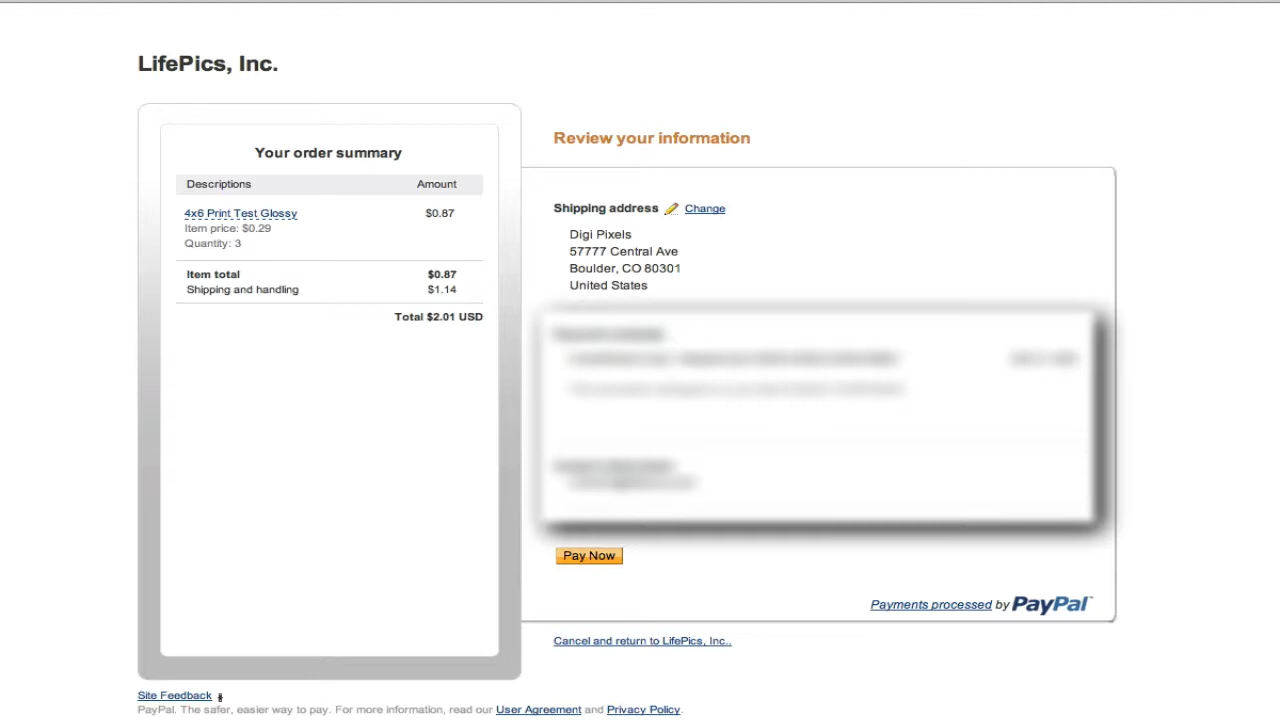 LifePics, Inc.
Your order summary
Descriptions Amount
4x6 Print Test Glossy $0.87
Item price: $0.29
Quantity: 3
Item total $0.87
Shipping and handling $1.14
Total $2.01 USD
Review your information
Shipping address Change
Digi Pixels
57777 Central Ave
Boulder, CO 80301
United States
Pay Now
Payments processed by PayPal™
Cancel and return to LifePics, Inc..
Site Feedback
PayPal. The safer, easier way to pay. For more information, read our User Agreement and Privacy Policy.